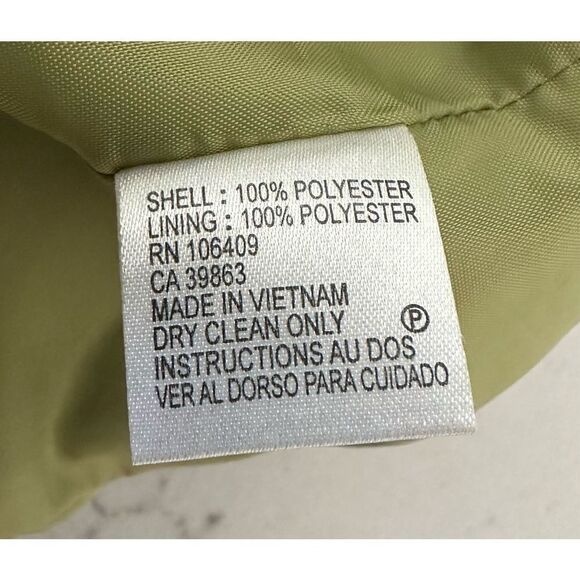 SHELL : 100% POLYESTER
LINING : 100% POLYESTER
RN 106409
CA 39863
MADE IN VIETNAM
DRY CLEAN ONLY P
INSTRUCTIONS AU DOS
VER AL DORSO PARA CUIDADO